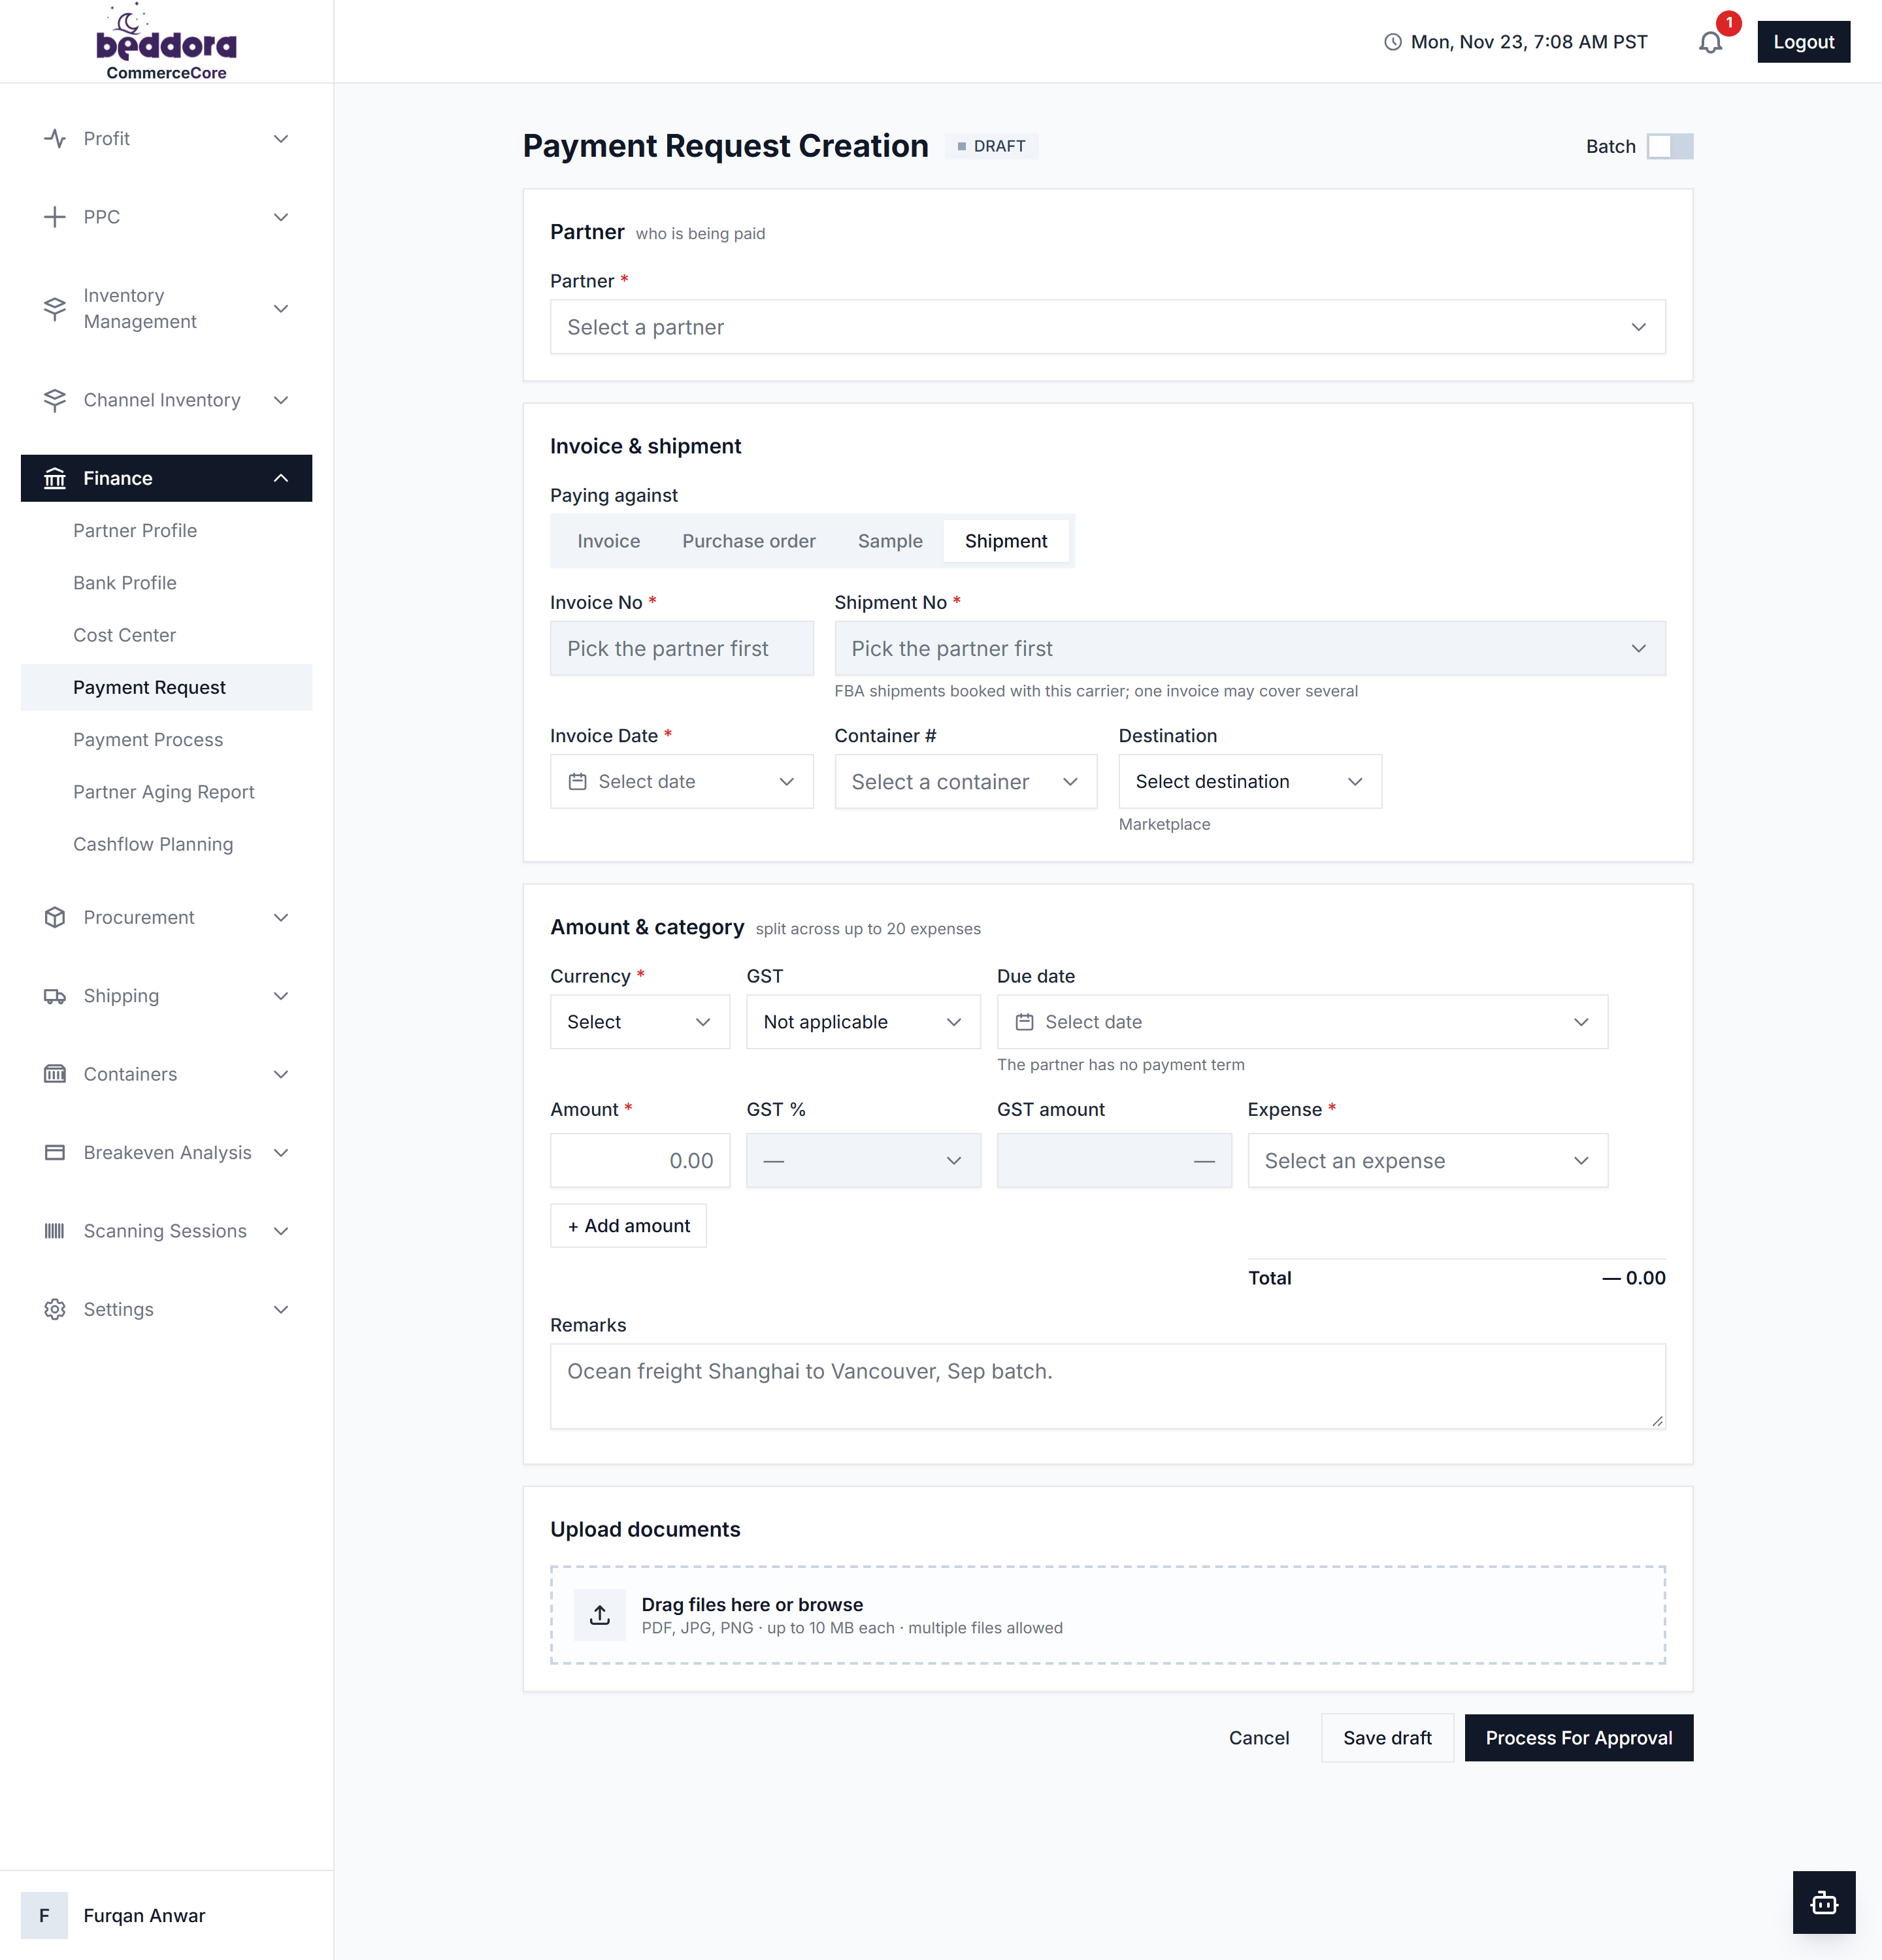 beddora
CommerceCore
Mon, Nov 23, 7:08 AM PST
1
Logout
Profit
PPC
Inventory
Management
Channel Inventory
Finance
Partner Profile
Bank Profile
Cost Center
Payment Request
Payment Process
Partner Aging Report
Cashflow Planning
Procurement
Shipping
Containers
Breakeven Analysis
Scanning Sessions
Settings
F
Furqan Anwar
Payment Request Creation
DRAFT
Batch
Partner who is being paid
Partner *
Select a partner
Invoice & shipment
Paying against
Invoice Purchase order Sample Shipment
Invoice No * Shipment No *
Pick the partner first Pick the partner first
FBA shipments booked with this carrier; one invoice may cover several
Invoice Date * Container # Destination
Select date Select a container Select destination
Marketplace
Amount & category split across up to 20 expenses
Currency * GST Due date
Select Not applicable Select date
The partner has no payment term
Amount * GST % GST amount Expense *
0.00 — — Select an expense
+ Add amount
Total — 0.00
Remarks
Ocean freight Shanghai to Vancouver, Sep batch.
Upload documents
Drag files here or browse
PDF, JPG, PNG · up to 10 MB each · multiple files allowed
Cancel Save draft Process For Approval